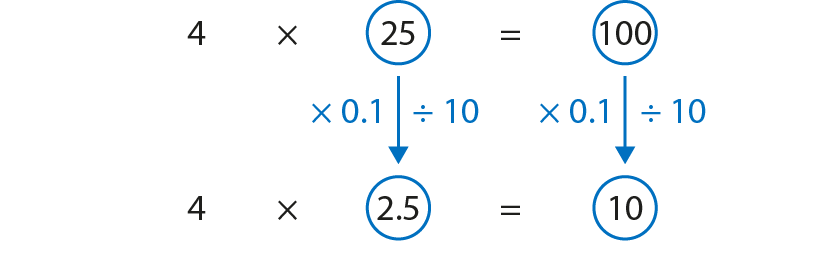 4 × 25 = 100
× 0.1 ÷ 10 × 0.1 ÷ 10
4 × 2.5 = 10